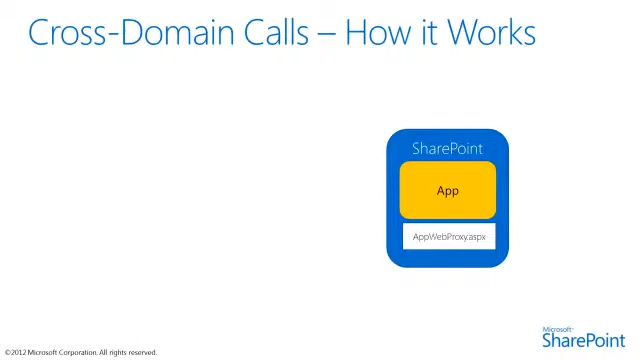 Cross-Domain Calls – How it Works
SharePoint
App
AppWebProxy.aspx
©2012 Microsoft Corporation. All rights reserved.
Microsoft®
SharePoint